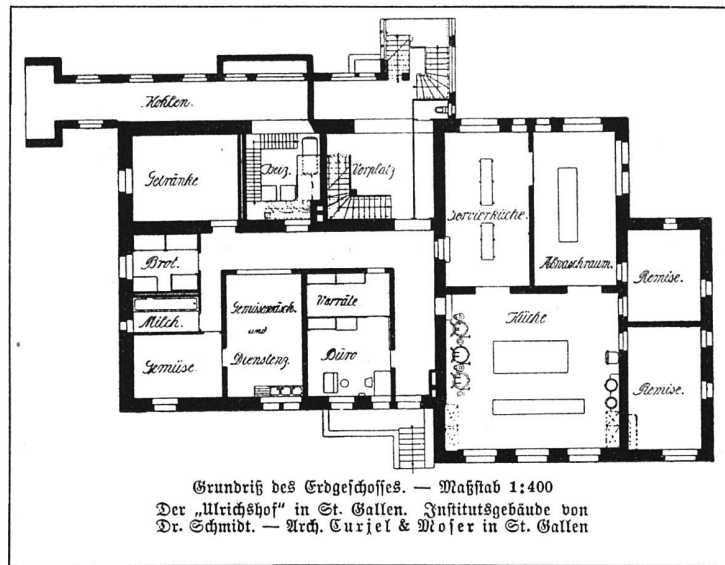 Kohlen.
Getränke
Heiz.
Vorplatz
Servierküche.
Abwaschraum.
Brot.
Remise.
Milch.
Gemüsewäsch. und Dienstenz.
Vorräte
Küche
Gemüse.
Büro
Remise.
Grundriß des Erdgeschosses. — Maßstab 1:400
Der „Ulrichshof“ in St. Gallen. Institutsgebäude von
Dr. Schmidt. — Arch. Curjel & Moser in St. Gallen